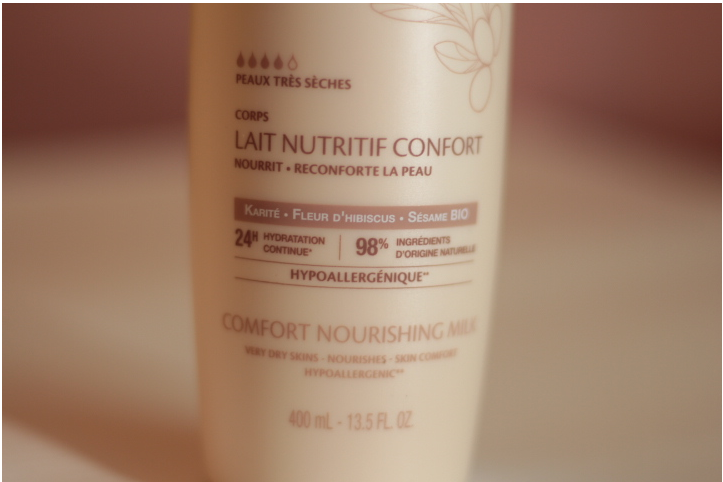 PEAUX TRÈS SÈCHES
CORPS
LAIT NUTRITIF CONFORT
NOURRIT • RECONFORTE LA PEAU
KARITÉ • FLEUR D'HIBISCUS • SÉSAME BIO
24H HYDRATATION CONTINUE*
98% INGRÉDIENTS D'ORIGINE NATURELLE
HYPOALLERGÉNIQUE**
COMFORT NOURISHING MILK
VERY DRY SKINS - NOURISHES - SKIN COMFORT
HYPOALLERGENIC**
400 mL - 13.5 FL. OZ.